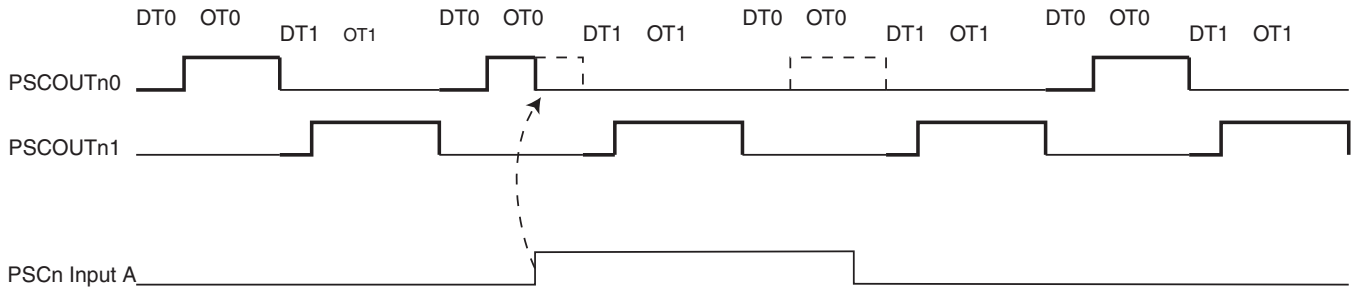 DT0 OT0 DT0 OT0 DT0 OT0 DT0 OT0
DT1 OT1 DT1 OT1 DT1 OT1 DT1 OT1
PSCOUTn0
PSCOUTn1
PSCn Input A